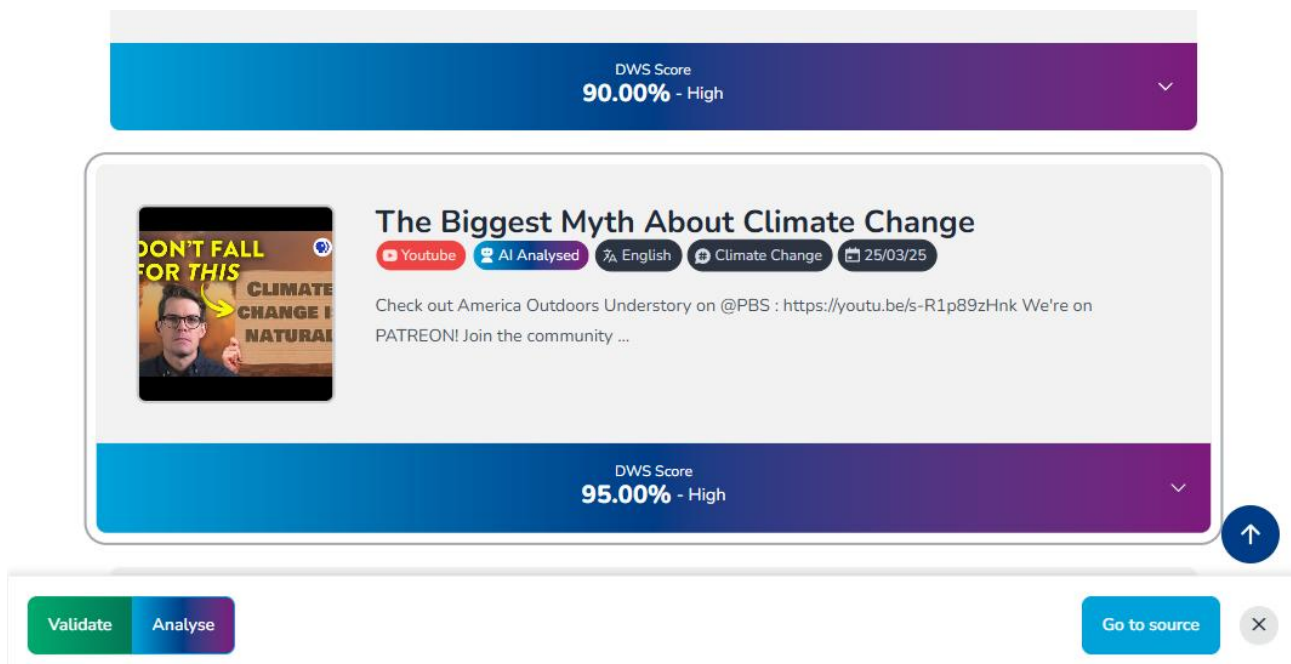 DWS Score
90.00% - High
The Biggest Myth About Climate Change
Youtube AI Analysed English Climate Change 25/03/25
DON'T FALL
FOR THIS
CLIMATE
CHANGE I
NATURAL
Check out America Outdoors Understory on @PBS : https://youtu.be/s-R1p89zHnk We're on
PATREON! Join the community ...
DWS Score
95.00% - High
Validate Analyse Go to source